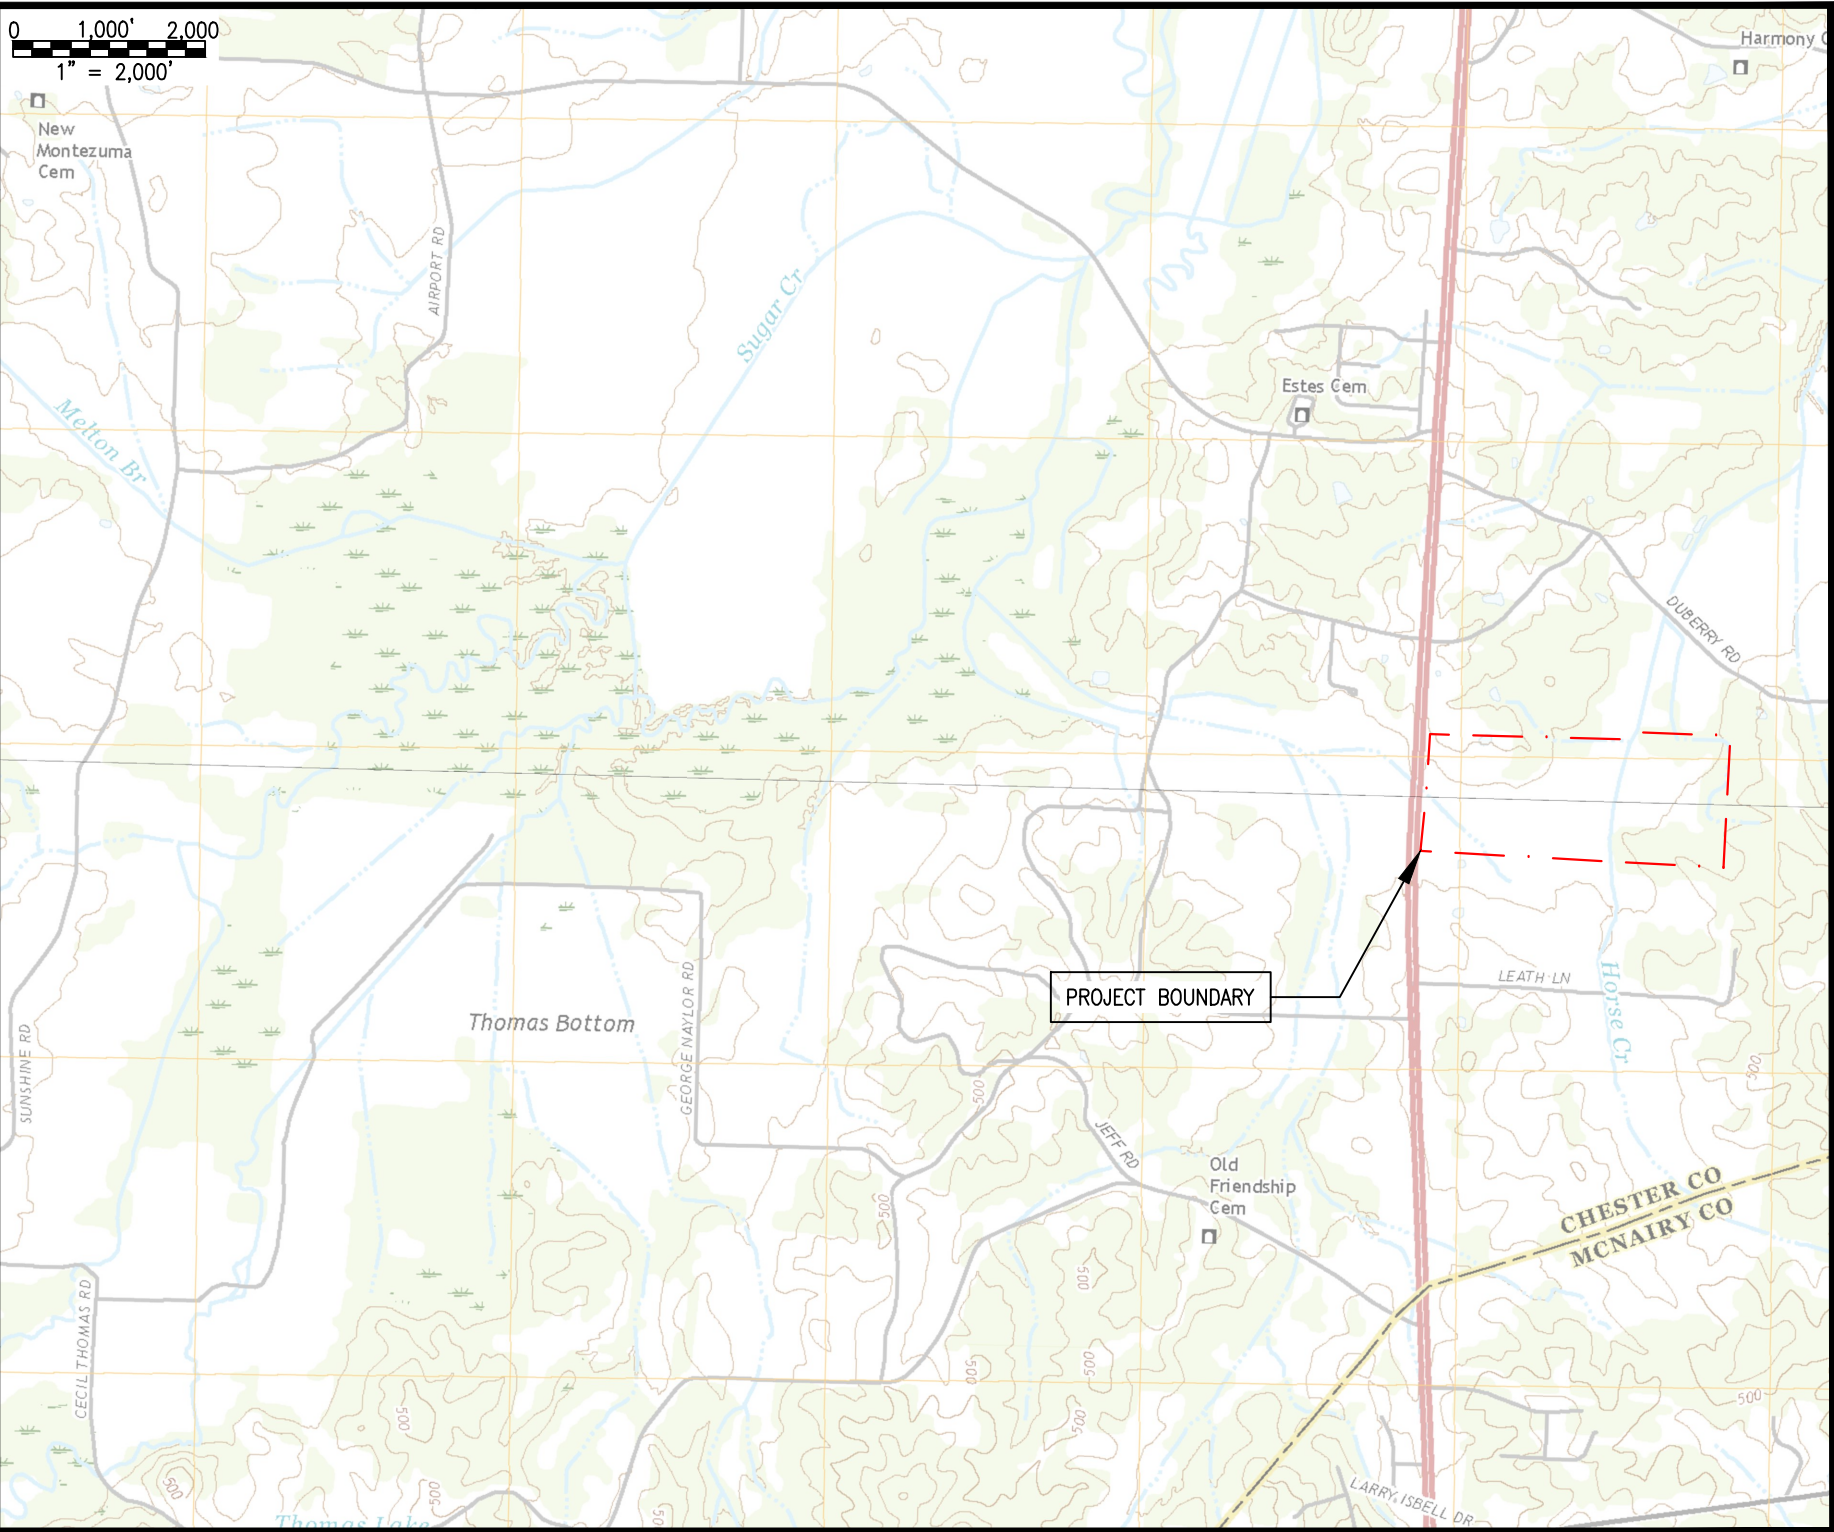 0 1,000' 2,000
1" = 2,000'
Harmony C
New
Montezuma
Cem
AIRPORT RD
Sugar Cr
Estes Cem
Melton Br
DUBERRY RD
PROJECT BOUNDARY
LEATH LN
Horse Cr
Thomas Bottom
GEORGE NAYLOR RD
SUNSHINE RD
500
500
JEFF RD
Old
Friendship
Cem
500
CHESTER CO
MCNAIRY CO
500
CECIL THOMAS RD
500
500
500
500
500
500
500
LARRY ISBELL DR
Thomas Lake